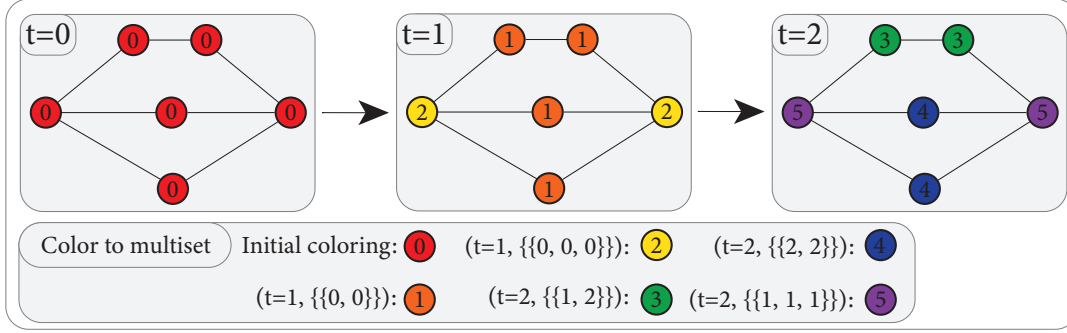 t=0 0 0 t=1 1 1 t=2 3 3
0 0 0 2 1 2 5 4 5
0 1 4
Color to multiset Initial coloring: 0 (t=1, {{0, 0, 0}}): 2 (t=2, {{2, 2}}): 4
(t=1, {{0, 0}}): 1 (t=2, {{1, 2}}): 3 (t=2, {{1, 1, 1}}): 5